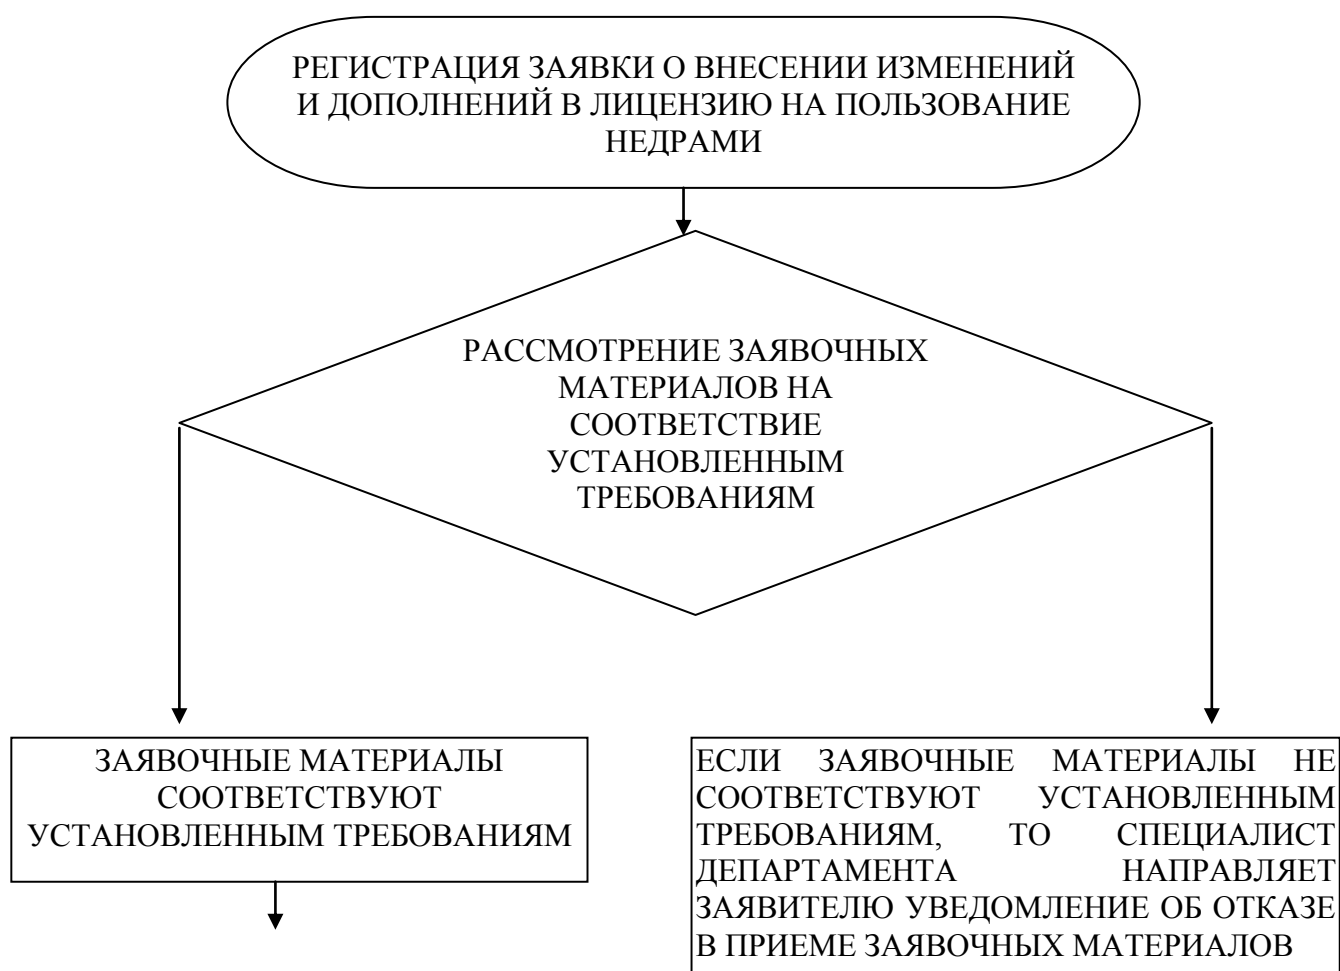 РЕГИСТРАЦИЯ ЗАЯВКИ О ВНЕСЕНИИ ИЗМЕНЕНИЙ
И ДОПОЛНЕНИЙ В ЛИЦЕНЗИЮ НА ПОЛЬЗОВАНИЕ
НЕДРАМИ
РАССМОТРЕНИЕ ЗАЯВОЧНЫХ
МАТЕРИАЛОВ НА
СООТВЕТСТВИЕ
УСТАНОВЛЕННЫМ
ТРЕБОВАНИЯМ
ЗАЯВОЧНЫЕ МАТЕРИАЛЫ
СООТВЕТСТВУЮТ
УСТАНОВЛЕННЫМ ТРЕБОВАНИЯМ
ЕСЛИ ЗАЯВОЧНЫЕ МАТЕРИАЛЫ НЕ
СООТВЕТСТВУЮТ УСТАНОВЛЕННЫМ
ТРЕБОВАНИЯМ, ТО СПЕЦИАЛИСТ
ДЕПАРТАМЕНТА НАПРАВЛЯЕТ
ЗАЯВИТЕЛЮ УВЕДОМЛЕНИЕ ОБ ОТКАЗЕ
В ПРИЕМЕ ЗАЯВОЧНЫХ МАТЕРИАЛОВ